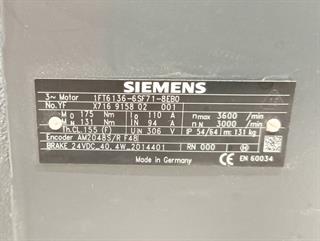 SIEMENS
3~ Motor 1FT6136-6SF71-8EB0
No. YF X716 9158 02 001
M0 175 Nm I0 110 A nmax 3600 /min
MN 131 Nm IN 94 A nN 3000 /min
Th.Cl. 155 (F) UIN 306 V IP 54/64 m: 131 kg
Encoder AM2048S/R F48
BRAKE 24VDC, 40,4W, 2014401 RN 000 H
Made in Germany CE EN 60034